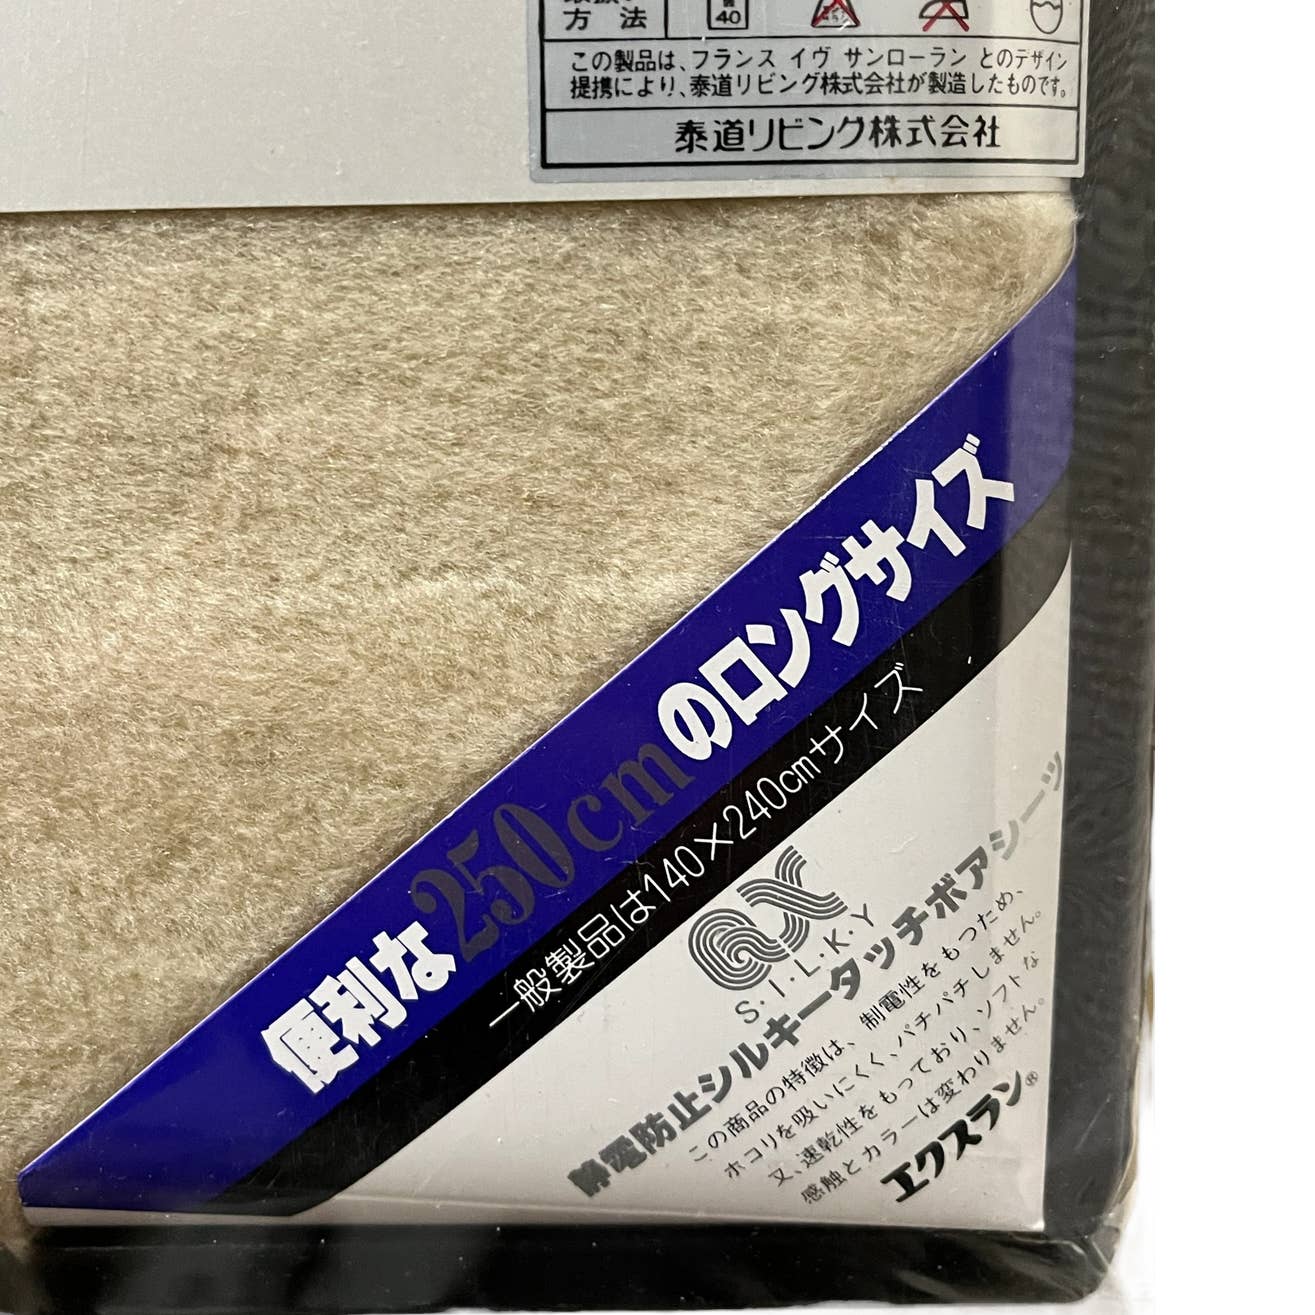 方法
40
この製品は、フランス イヴ サンローラン とのデザイン
提携により、泰道リビング株式会社が製造したものです。
泰道リビング株式会社
便利な250cmのロングサイズ
一般製品は140×240cmサイズ
S・I・L・K・Y
静電防止シルキータッチボアシーツ
この商品の特徴は、制電性をもつため、
ホコリを吸いにくく、パチパチしません。
又、速乾性をもっており、ソフトな
感触とカラーは変わりません。
エクスラン®